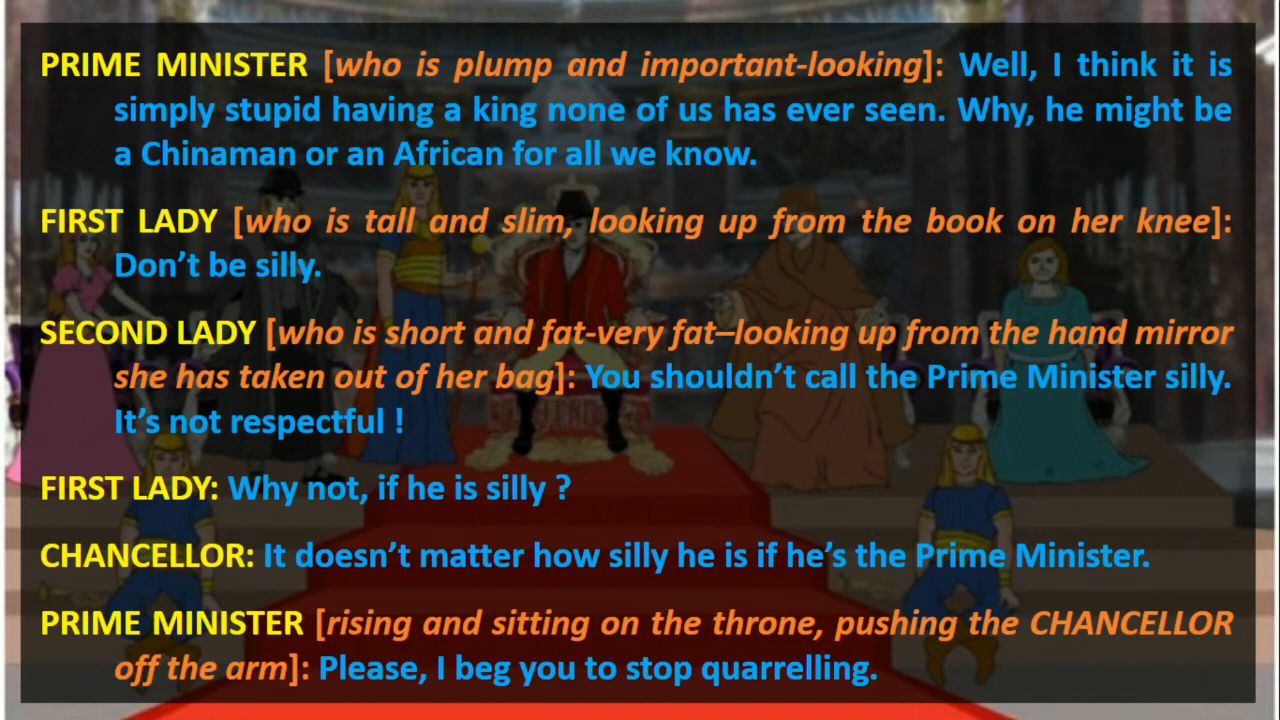 PRIME MINISTER [who is plump and important-looking]: Well, I think it is
simply stupid having a king none of us has ever seen. Why, he might be
a Chinaman or an African for all we know.
FIRST LADY [who is tall and slim, looking up from the book on her knee]:
Don’t be silly.
SECOND LADY [who is short and fat-very fat–looking up from the hand mirror
she has taken out of her bag]: You shouldn’t call the Prime Minister silly.
It’s not respectful !
FIRST LADY: Why not, if he is silly ?
CHANCELLOR: It doesn’t matter how silly he is if he’s the Prime Minister.
PRIME MINISTER [rising and sitting on the throne, pushing the CHANCELLOR
off the arm]: Please, I beg you to stop quarrelling.